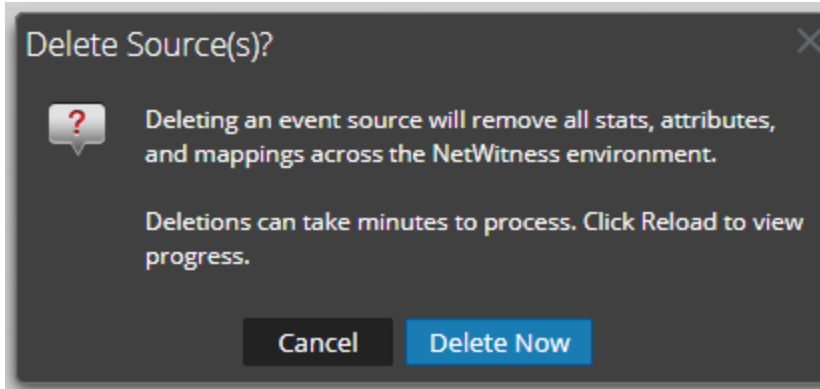 Delete Source(s)?
?
Deleting an event source will remove all stats, attributes,
and mappings across the NetWitness environment.
Deletions can take minutes to process. Click Reload to view
progress.
Cancel
Delete Now